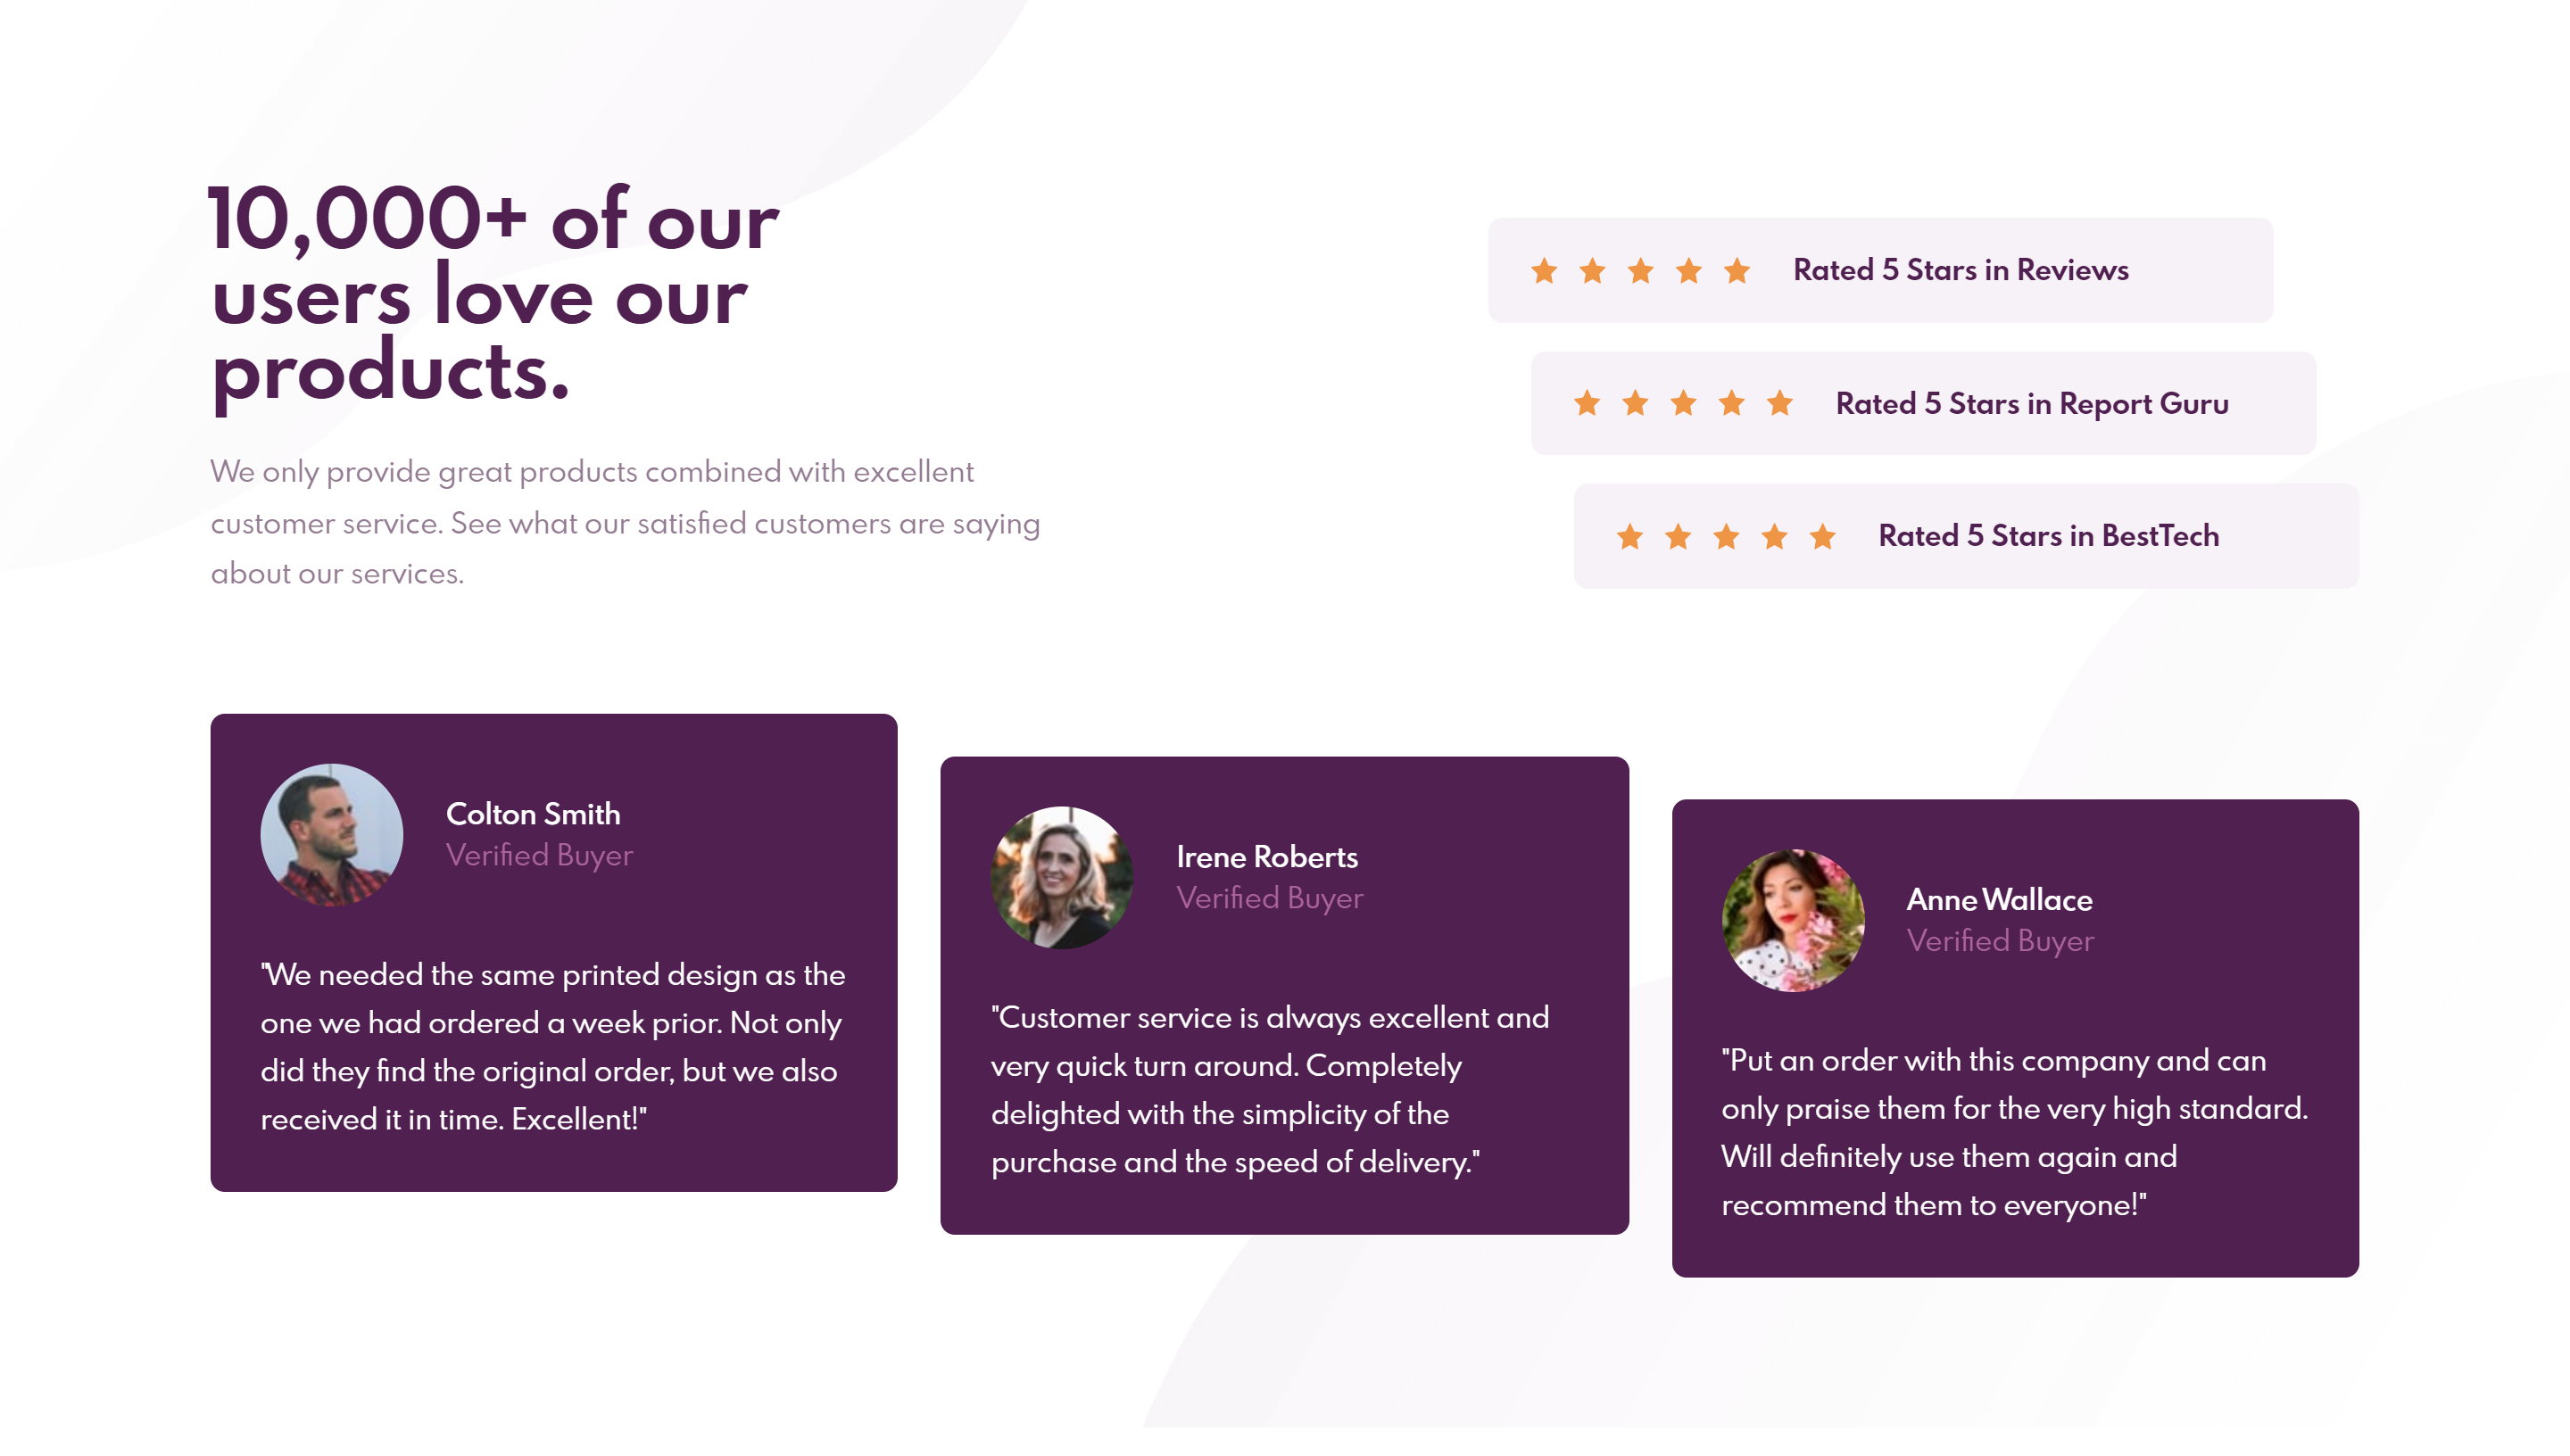 10,000+ of our
users love our
products.
We only provide great products combined with excellent
customer service. See what our satisfied customers are saying
about our services.
Rated 5 Stars in Reviews
Rated 5 Stars in Report Guru
Rated 5 Stars in BestTech
Colton Smith
Verified Buyer
"We needed the same printed design as the
one we had ordered a week prior. Not only
did they find the original order, but we also
received it in time. Excellent!"
Irene Roberts
Verified Buyer
"Customer service is always excellent and
very quick turn around. Completely
delighted with the simplicity of the
purchase and the speed of delivery."
Anne Wallace
Verified Buyer
"Put an order with this company and can
only praise them for the very high standard.
Will definitely use them again and
recommend them to everyone!"